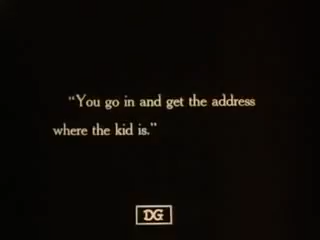 "You go in and get the address
where the kid is."
DG